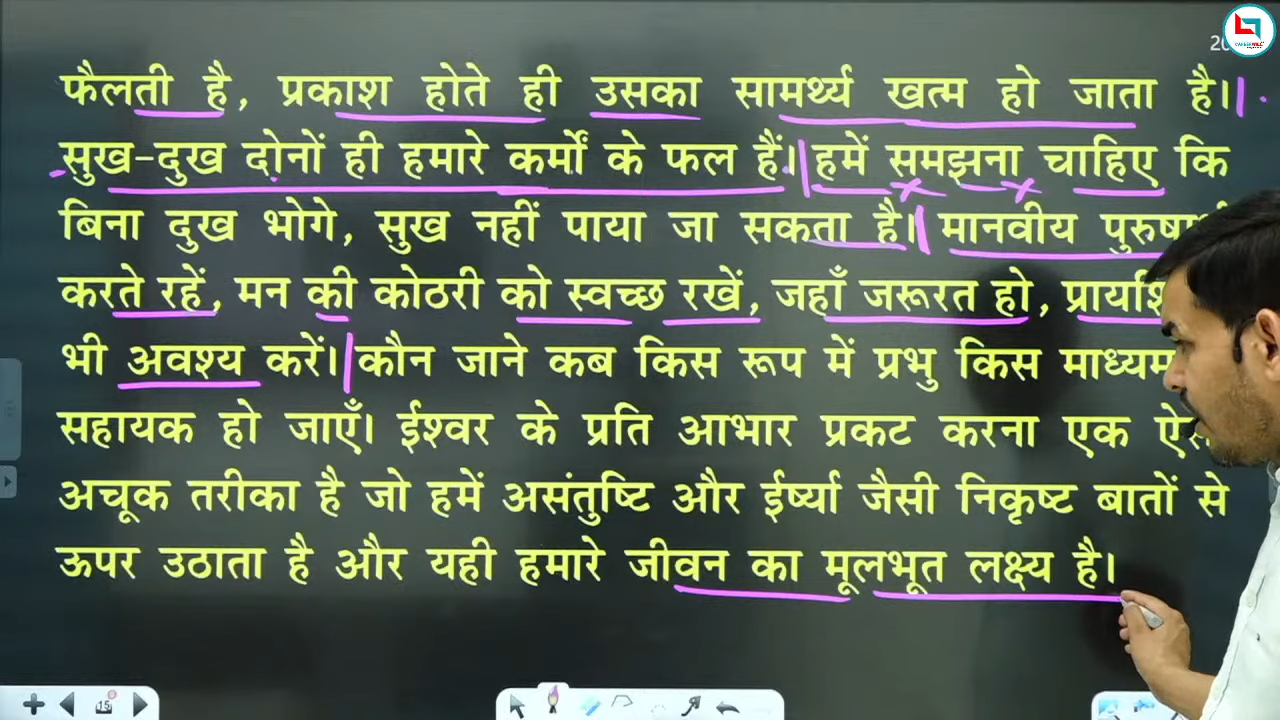 फैलती है, प्रकाश होते ही उसका सामर्थ्य खत्म हो जाता है।
सुख-दुख दोनों ही हमारे कर्मों के फल हैं। हमें समझना चाहिए कि
बिना दुख भोगे, सुख नहीं पाया जा सकता है। मानवीय
करते रहें, मन की कोठरी को स्वच्छ रखें, जहाँ जरूरत हो,
भी अवश्य करें। कौन जाने कब किस रूप में प्रभु किस माध्यम
सहायक हो जाएँ। ईश्वर के प्रति आभार प्रकट करना एक
अचूक तरीका है जो हमें असंतुष्टि और ईर्ष्या जैसी निकृष्ट बातों से
ऊपर उठाता है और यही हमारे जीवन का मूलभूत लक्ष्य है।
15